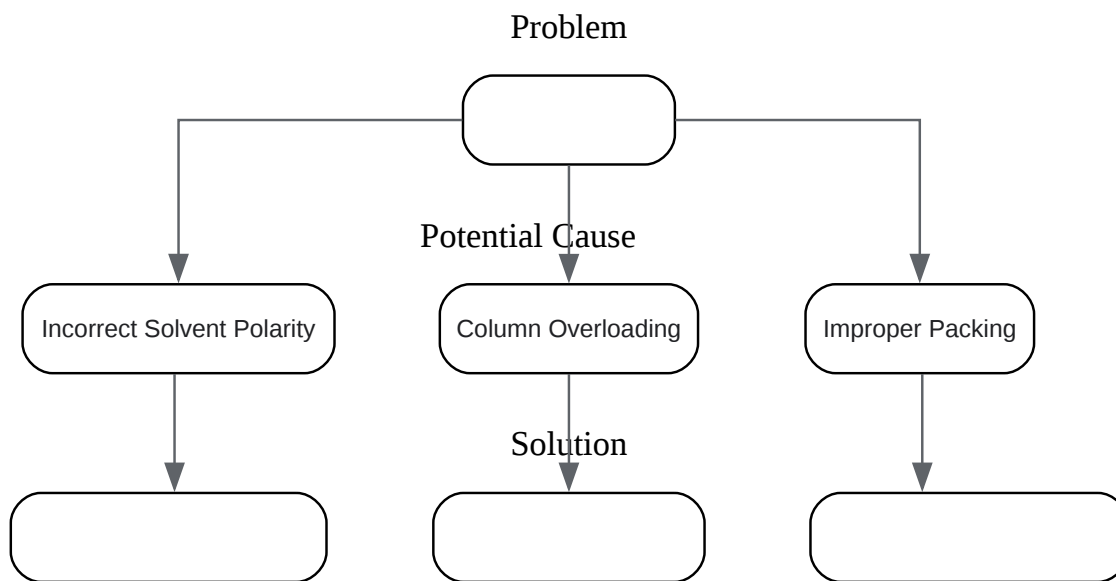 Problem
Potential Cause
Incorrect Solvent Polarity
Column Overloading
Improper Packing
Solution